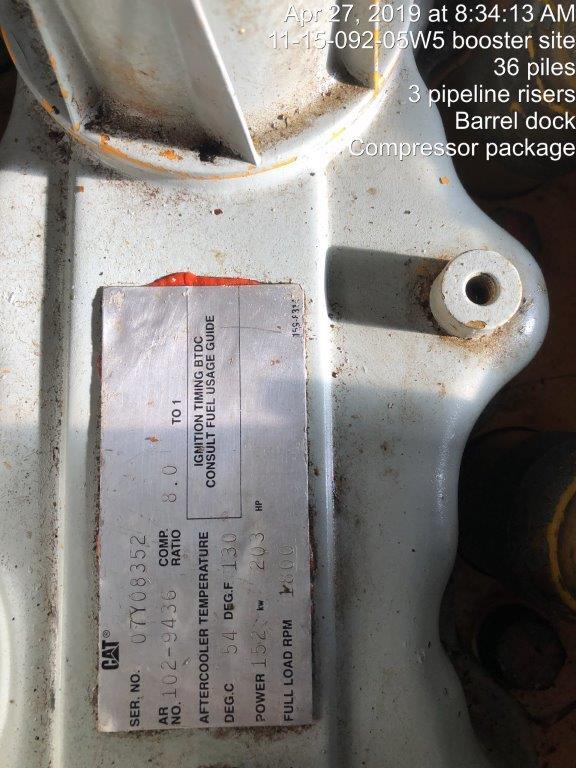 Apr 27, 2019 at 8:34:13 AM
11-15-092-05W5 booster site
36 piles
3 pipeline risers
Barrel dock
Compressor package
CAT®
SER. NO. 07Y08352
AR NO. 102-9436 COMP. RATIO 8.0 TO 1
AFTERCOOLER TEMPERATURE
DEG.C 54 DEG.F 130
POWER 152 kw 203 HP
FULL LOAD RPM 1800
IGNITION TIMING BTDC
CONSULT FUEL USAGE GUIDE